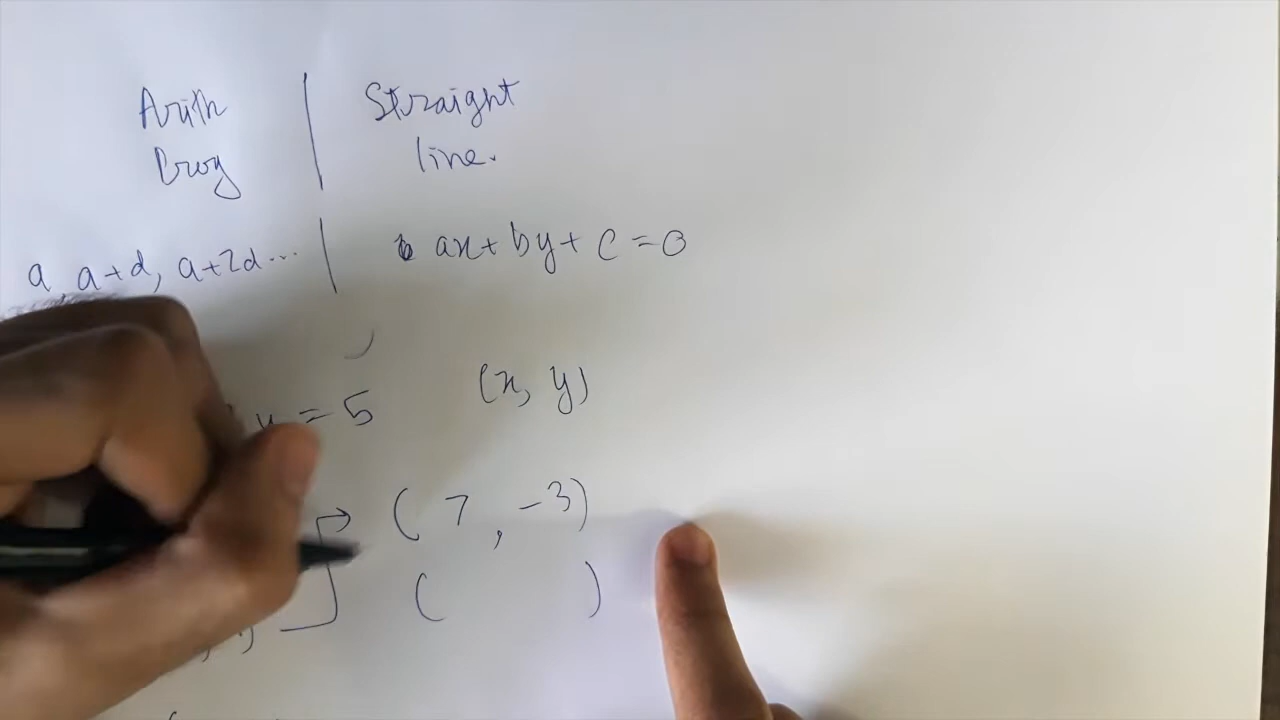 Arith | Straight
Prog line.
a, a+d, a+2d... | ax+by+c=0
y = 5 (x, y)
(7, -3)
( )